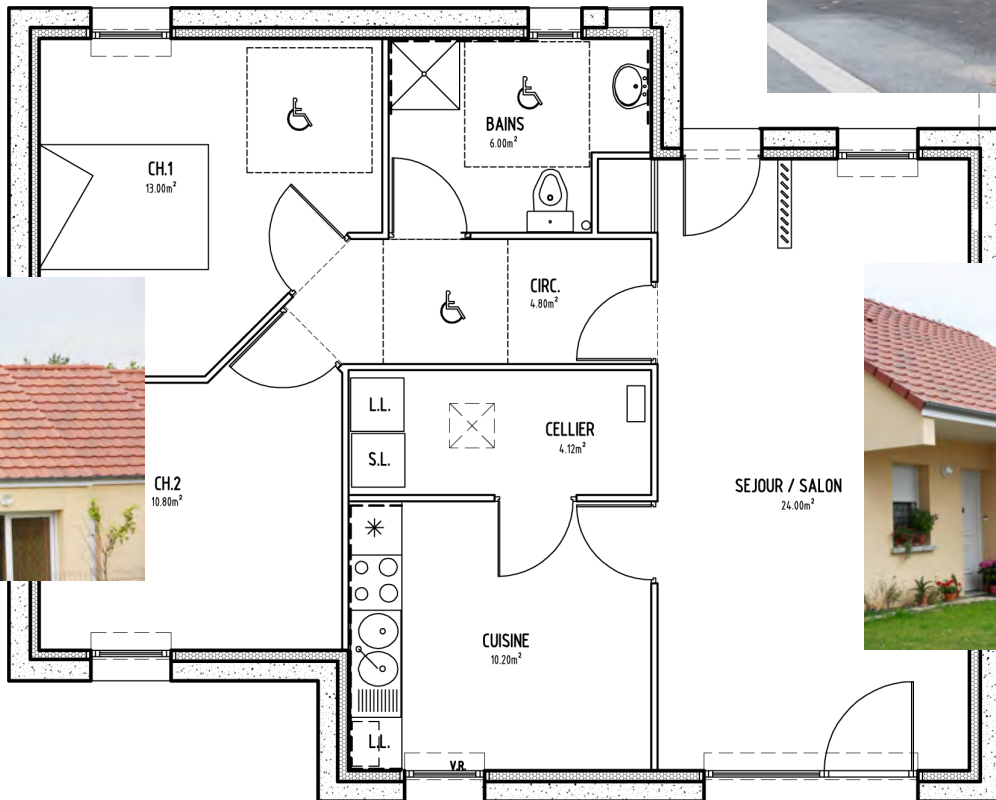 CH.1
13.00m²
BAINS
6.00m²
CIRC.
4.80m²
L.L.
S.L.
CELLIER
4.12m²
CH.2
10.80m²
SEJOUR / SALON
24.00m²
CUISINE
10.20m²
L.L.
V.R.